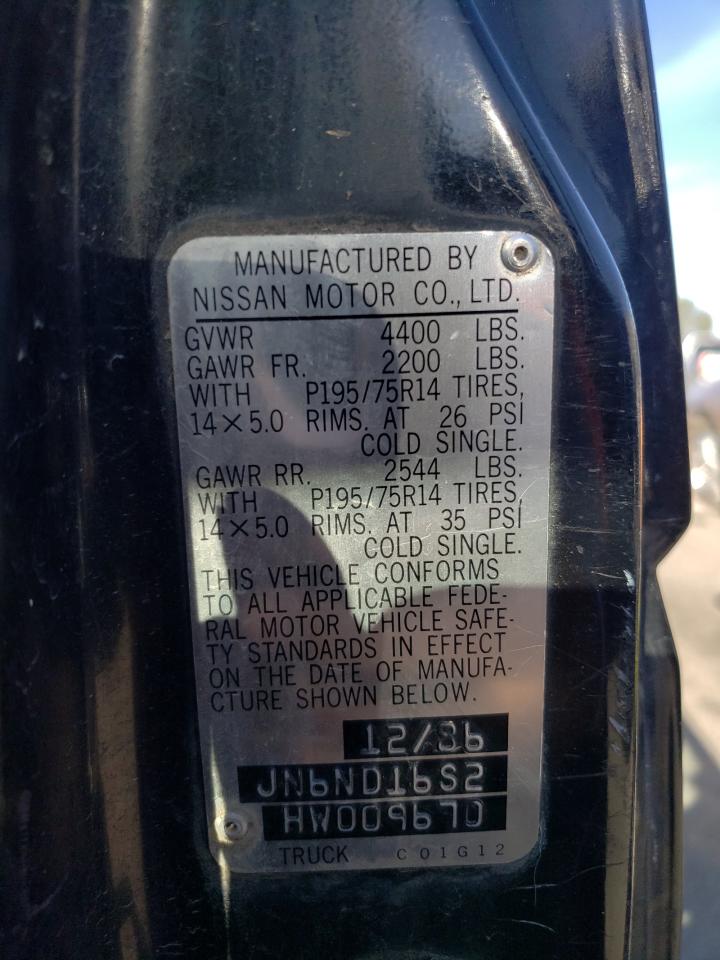 MANUFACTURED BY
NISSAN MOTOR CO., LTD.
GVWR 4400 LBS.
GAWR FR. 2200 LBS.
WITH P195/75R14 TIRES,
14×5.0 RIMS. AT 26 PSI
COLD SINGLE.
GAWR RR. 2544 LBS.
WITH P195/75R14 TIRES,
14×5.0 RIMS. AT 35 PSI
COLD SINGLE.
THIS VEHICLE CONFORMS
TO ALL APPLICABLE FEDE-
RAL MOTOR VEHICLE SAFE-
TY STANDARDS IN EFFECT
ON THE DATE OF MANUFA-
CTURE SHOWN BELOW.
12/86
JN6ND16S2
HW009670
TRUCK C01G12